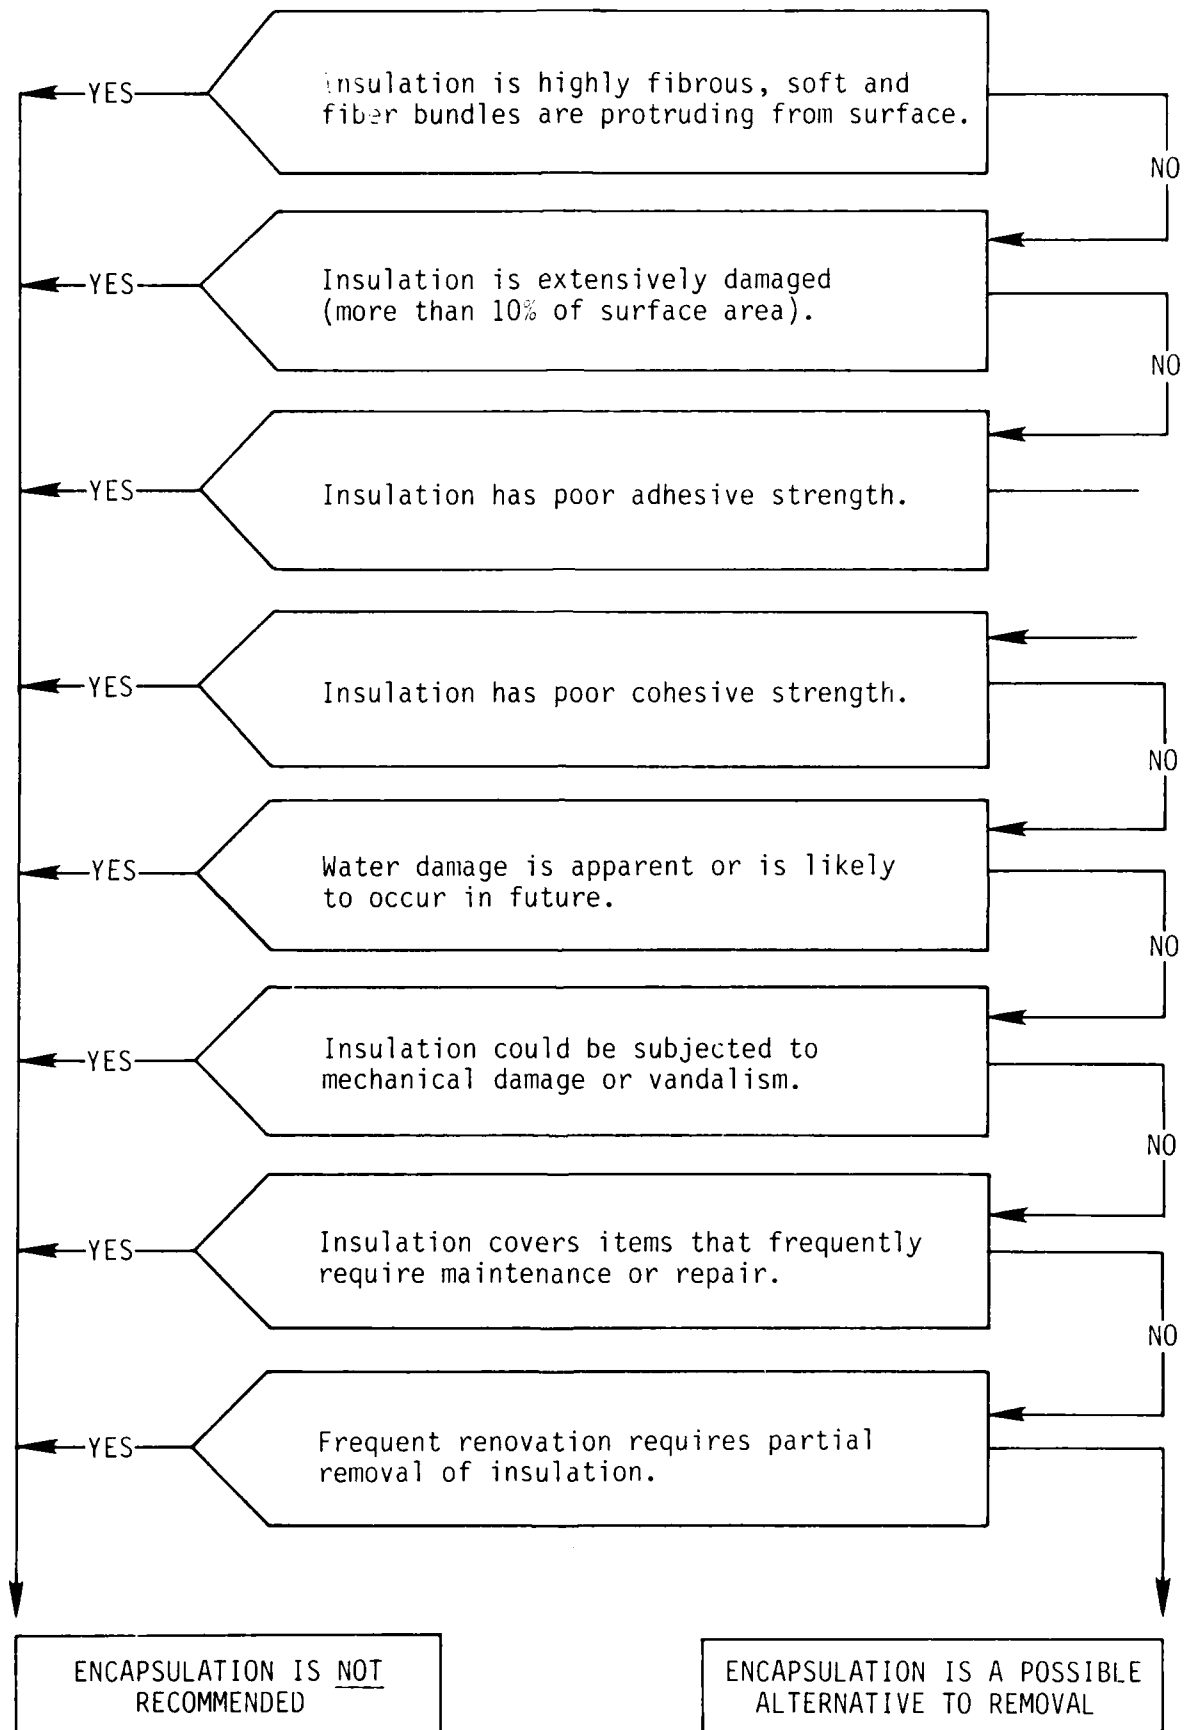 YES
Insulation is highly fibrous, soft and
fiber bundles are protruding from surface.
NO
YES
Insulation is extensively damaged
(more than 10% of surface area).
NO
YES
Insulation has poor adhesive strength.
YES
Insulation has poor cohesive strength.
NO
YES
Water damage is apparent or is likely
to occur in future.
NO
YES
Insulation could be subjected to
mechanical damage or vandalism.
NO
YES
Insulation covers items that frequently
require maintenance or repair.
NO
YES
Frequent renovation requires partial
removal of insulation.
ENCAPSULATION IS NOT
RECOMMENDED
ENCAPSULATION IS A POSSIBLE
ALTERNATIVE TO REMOVAL